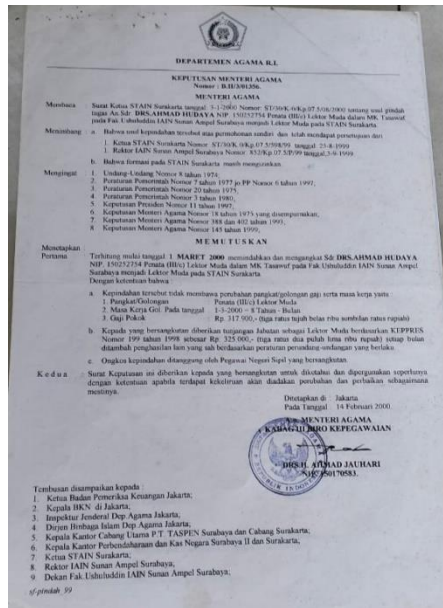 DEPARTEMEN AGAMA R.I.
KEPUTUSAN MENTERI AGAMA
Nomor : B.II/3/01356.
MENTERI AGAMA
Membaca : Surat Ketua STAIN Surakarta tanggal 3-1-2000 Nomor: ST/30/K.0/Kp.07.5/06/2000 tentang usul pindah
tugas An.Sdr. DRS.AHMAD HUDAYA NIP. 150252754 Penata (III/c) Lektor Muda dalam MK. Tasawuf
pada Fak.Ushuluddin IAIN Sunan Ampel Surabaya menjadi Lektor Muda pada STAIN Surakarta.
Menimbang : a. Bahwa usul kepindahan tersebut atas permohonan sendiri dan telah mendapat persetujuan dari
1. Ketua STAIN Surakarta Nomor: ST/30/K.0/Kp.07.5/598/99 tanggal 21-8-1999
2. Rektor IAIN Sunan Ampel Surabaya Nomor: 852/Kp.07.5/P/99 tanggal,3-9-1999
b. Bahwa formasi pada STAIN Surakarta masih mengizinkan.
Mengingat : 1. Undang-Undang Nomor 8 tahun 1974;
2. Peraturan Pemerintah Nomor 7 tahun 1977 jo PP Nomor 6 tahun 1997;
3. Peraturan Pemerintah Nomor 20 tahun 1975;
4. Peraturan Pemerintah Nomor 3 tahun 1980;
5. Keputusan Presiden Nomor 11 tahun 1997;
6. Keputusan Menteri Agama Nomor 18 tahun 1975 yang disempurnakan;
7. Keputusan Menteri Agama Nomor 388 dan 402 tahun 1993;
8. Keputusan Menteri Agama Nomor 145 tahun 1999;
M E M U T U S K A N
Menetapkan
Pertama : Terhitung mulai tanggal 1 MARET 2000 memindahkan dan mengangkat Sdr.DRS.AHMAD HUDAYA
NIP. 150252754 Penata (III/c) Lektor Muda dalam MK Tasawuf pada Fak.Ushuluddin IAIN Sunan Ampel
Surabaya menjadi Lektor Muda pada STAIN Surakarta.
Dengan ketentuan bahwa :
a. Kepindahan tersebut tidak membawa perubahan pangkat/golongan gaji serta masa kerja yaitu :
1. Pangkat/Golongan : Penata (III/c) Lektor Muda
2. Masa Kerja Gol. Pada tanggal : 1-3-2000 = 8 Tahun - Bulan
3. Gaji Pokok : Rp. 317.900,- (tiga ratus tujuh belas ribu sembilan ratus rupiah)
b. Kepada yang bersangkutan diberikan tunjangan Jabatan sebagai Lektor Muda berdasarkan KEPPRES
Nomor 199 tahun 1998 sebesar Rp. 325.000,- (tiga ratus dua puluh lima ribu rupiah) setiap bulan
ditambah penghasilan lain yang sah berdasarkan peraturan perundang-undangan yang berlaku.
c. Ongkos kepindahan ditanggung oleh Pegawai Negeri Sipil yang bersangkutan.
K e d u a : Surat Keputusan ini diberikan kepada yang bersangkutan untuk diketahui dan dipergunakan seperlunya
dengan ketentuan apabila terdapat kekeliruan akan diadakan perubahan dan perbaikan sebagaimana
mestinya.
Ditetapkan di : Jakarta.
Pada Tanggal : 14 Februari 2000.
A.n. MENTERI AGAMA
KABAG III BIRO KEPEGAWAIAN
DRS.H. AHMAD JAUHARI
NIP. 150170583.
Tembusan disampaikan kepada :
1. Ketua Badan Pemeriksa Keuangan Jakarta;
2. Kepala BKN di Jakarta;
3. Inspektur Jenderal Dep.Agama Jakarta;
4. Dirjen Binbaga Islam Dep.Agama Jakarta;
5. Kepala Kantor Cabang Utama P.T. TASPEN Surabaya dan Cabang Surakarta;
6. Kepala Kantor Perbendaharaan dan Kas Negara Surabaya II dan Surakarta;
7. Ketua STAIN Surakarta;
8. Rektor IAIN Sunan Ampel Surabaya;
9. Dekan Fak.Ushuluddin IAIN Sunan Ampel Surabaya;
sf-pindah_99